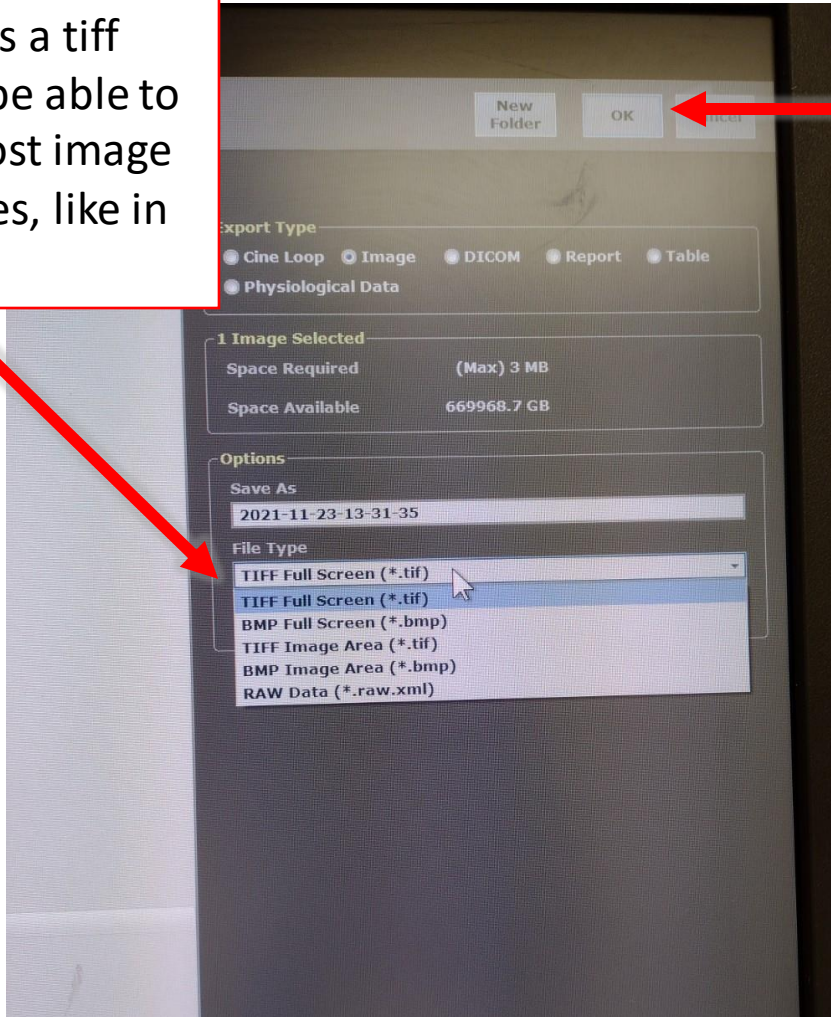 s a tiff
be able to
ost image
es, like in
New
Folder
OK
Export Type
Cine Loop Image DICOM Report Table
Physiological Data
1 Image Selected
Space Required (Max) 3 MB
Space Available 669968.7 GB
Options
Save As
2021-11-23-13-31-35
File Type
TIFF Full Screen (*.tif)
TIFF Full Screen (*.tif)
BMP Full Screen (*.bmp)
TIFF Image Area (*.tif)
BMP Image Area (*.bmp)
RAW Data (*.raw.xml)